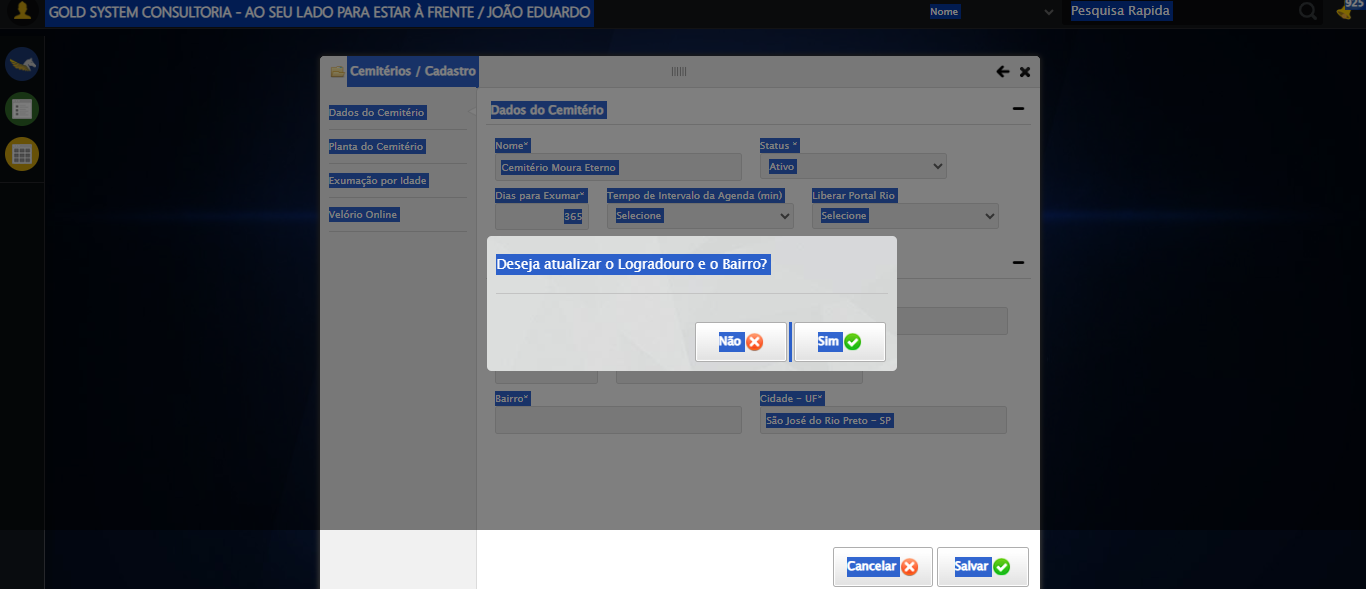 GOLD SYSTEM CONSULTORIA - AO SEU LADO PARA ESTAR À FRENTE / JOÃO EDUARDO
Nome
Pesquisa Rapida
925
Cemitérios / Cadastro
Dados do Cemitério
Planta do Cemitério
Exumação por Idade
Velório Online
Dados do Cemitério
Nome*
Status *
Cemitério Moura Eterno
Ativo
Dias para Exumar*
Tempo de Intervalo da Agenda (min)
Liberar Portal Rio
365
Selecione
Selecione
Deseja atualizar o Logradouro e o Bairro?
Não
Sim
Bairro*
Cidade - UF*
São José do Rio Preto - SP
Cancelar
Salvar